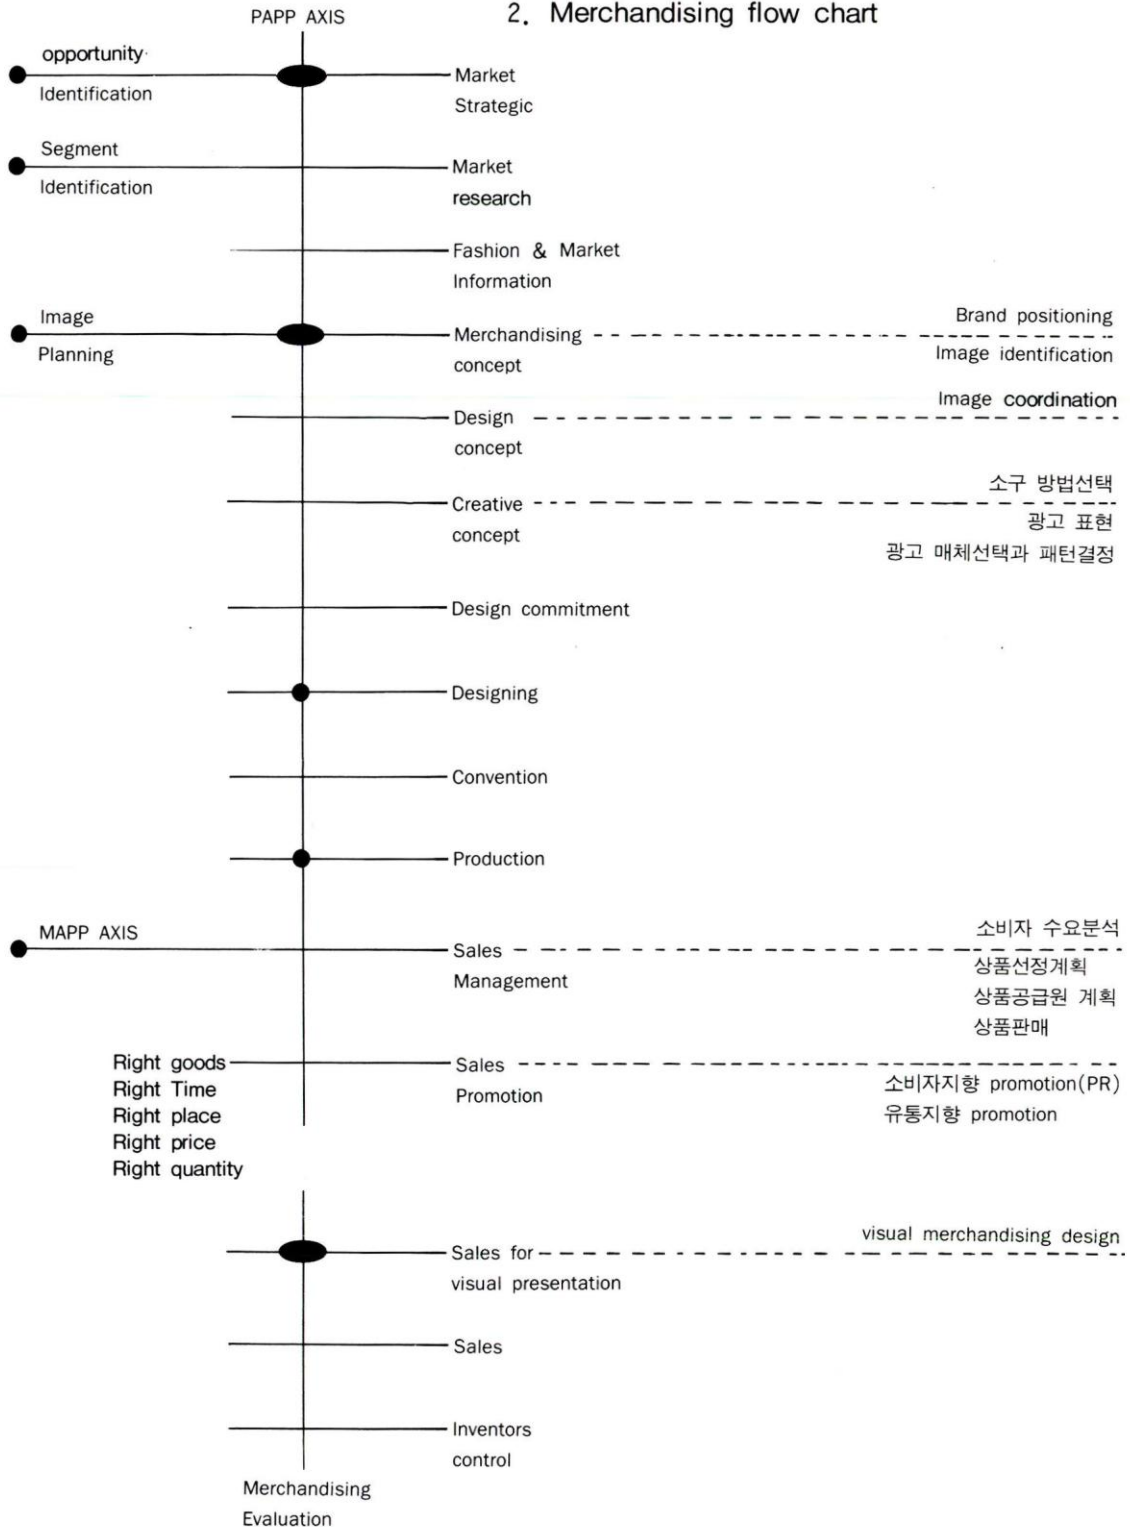 PAPP AXIS
2. Merchandising flow chart
opportunity
Identification
Market
Strategic
Segment
Identification
Market
research
Fashion & Market
Information
Image
Planning
Merchandising
concept
Brand positioning
Image identification
Design
concept
Image coordination
Creative
concept
소구 방법선택
광고 표현
광고 매체선택과 패턴결정
Design commitment
Designing
Convention
Production
MAPP AXIS
Sales
Management
소비자 수요분석
상품선정계획
상품공급원 계획
상품판매
Right goods
Right Time
Right place
Right price
Right quantity
Sales
Promotion
소비자지향 promotion(PR)
유통지향 promotion
Sales for
visual presentation
visual merchandising design
Sales
Inventors
control
Merchandising
Evaluation